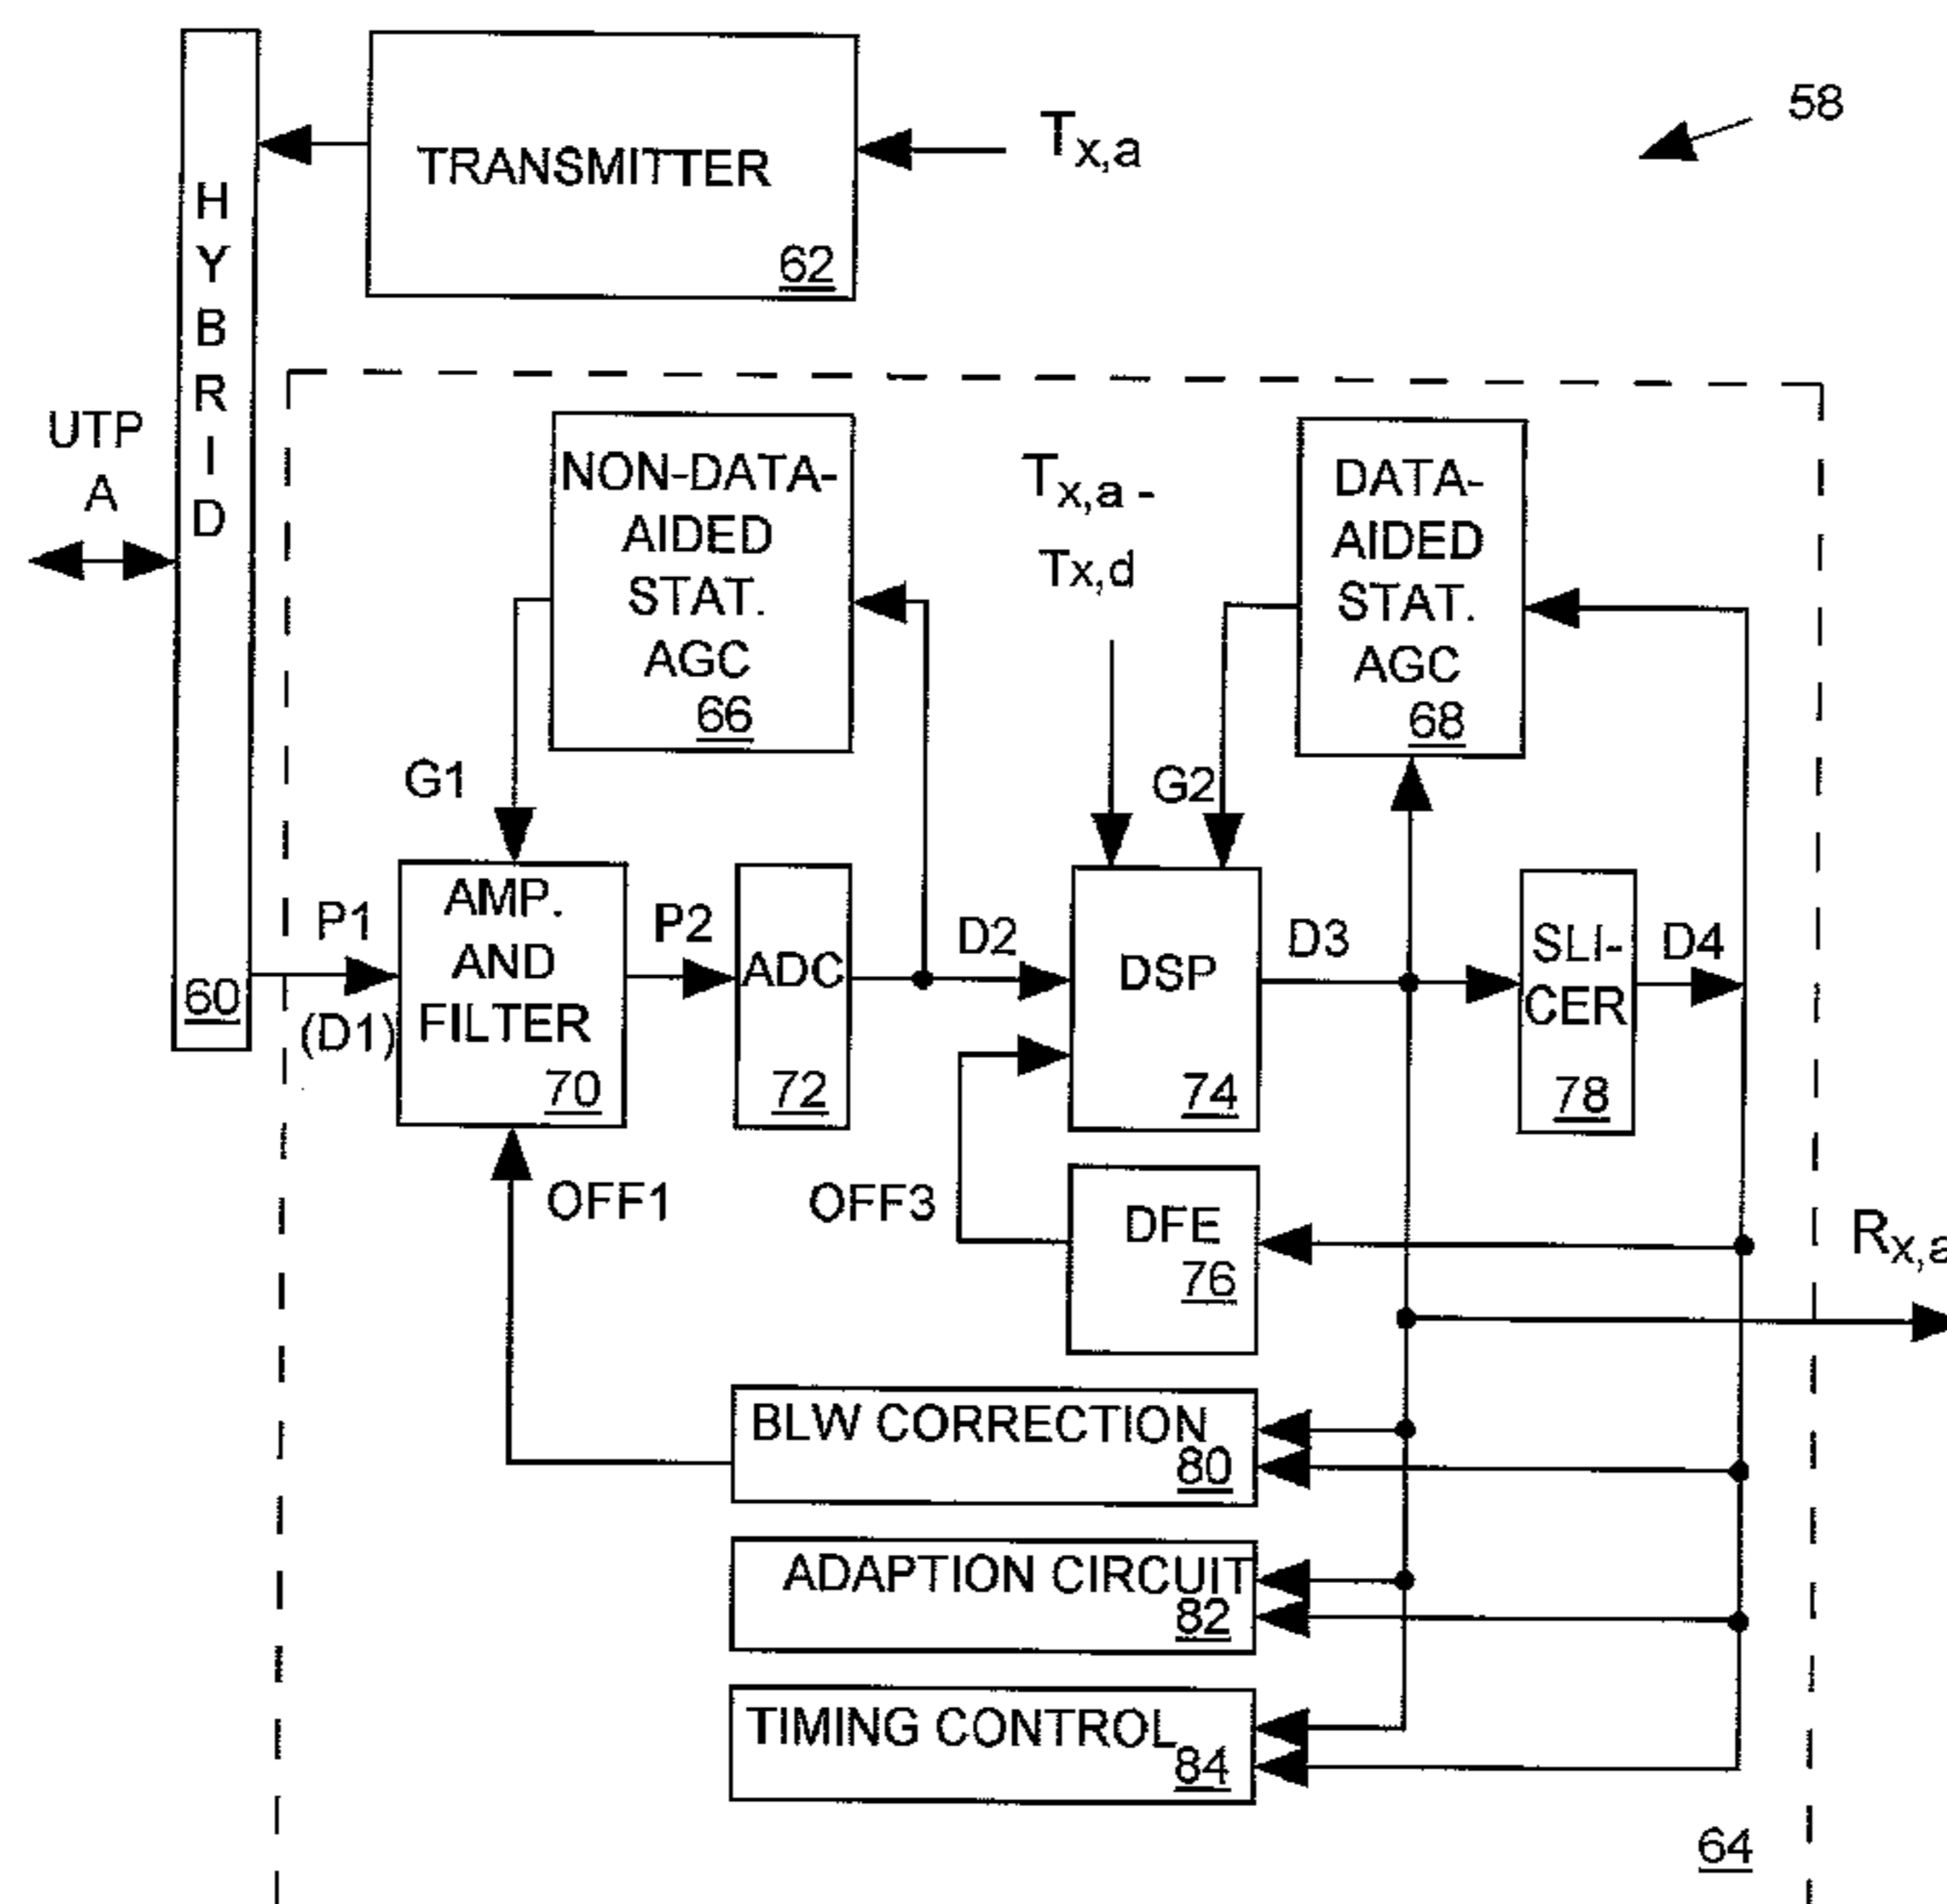 58
TRANSMITTER
62
Tx,a
H
Y
B
R
I
D
60
UTP
A
NON-DATA-
AIDED
STAT.
AGC
66
Tx,a -
Tx,d
DATA-
AIDED
STAT.
AGC
68
G1
G2
P1
(D1)
AMP.
AND
FILTER
70
P2
ADC
72
D2
DSP
74
D3
SLI-
CER
78
D4
OFF1
OFF3
DFE
76
Rx,a
BLW CORRECTION
80
ADAPTION CIRCUIT
82
TIMING CONTROL
84
64